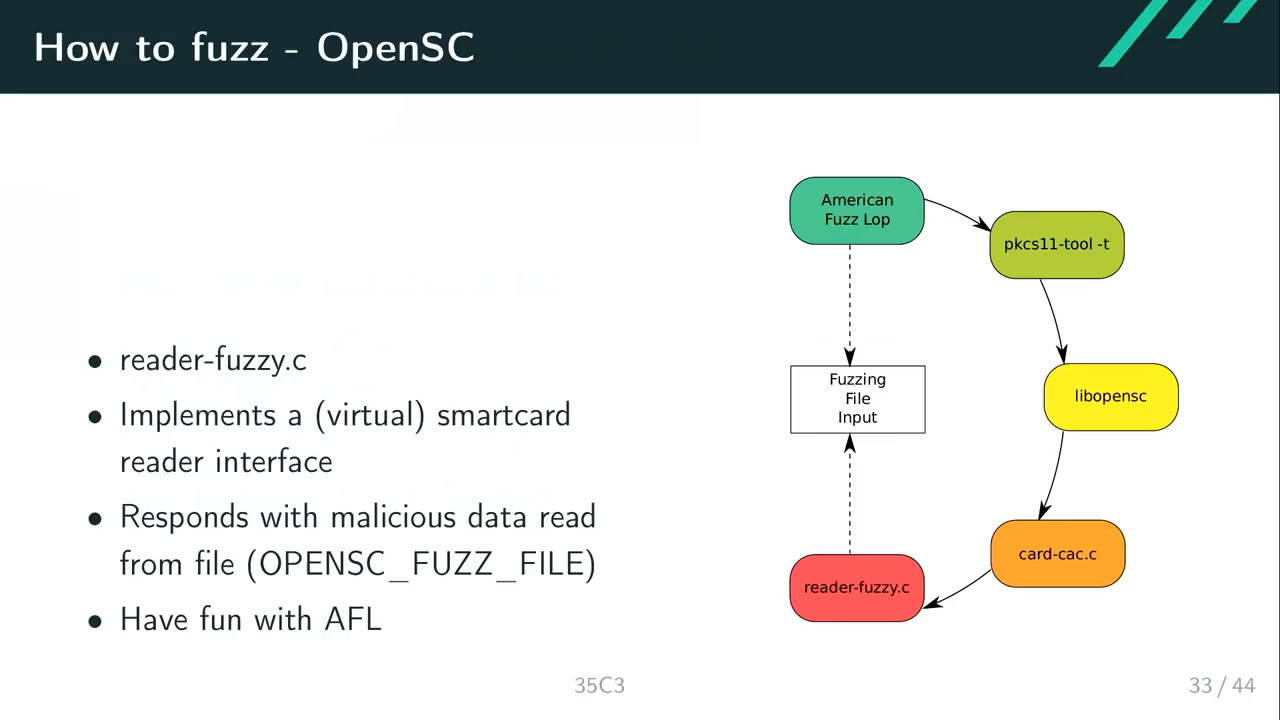 How to fuzz - OpenSC
• reader-fuzzy.c
• Implements a (virtual) smartcard
reader interface
• Responds with malicious data read
from file (OPENSC_FUZZ_FILE)
• Have fun with AFL
American
Fuzz Lop
pkcs11-tool -t
libopensc
card-cac.c
reader-fuzzy.c
Fuzzing
File
Input
35C3
33 / 44